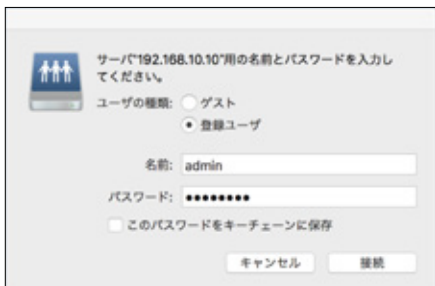 サーバ"192.168.10.10"用の名前とパスワードを入力し
てください。
ユーザの種類: ゲスト
登録ユーザ
名前: admin
パスワード: ••••••••
このパスワードをキーチェーンに保存
キャンセル 接続